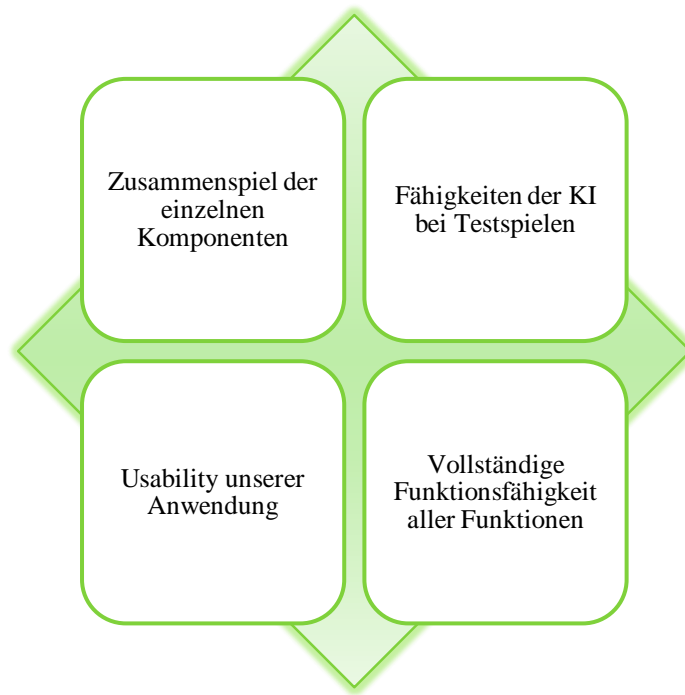 Zusammenspiel der
einzelnen
Komponenten
Fähigkeiten der KI
bei Testspielen
Usability unserer
Anwendung
Vollständige
Funktionsfähigkeit
aller Funktionen